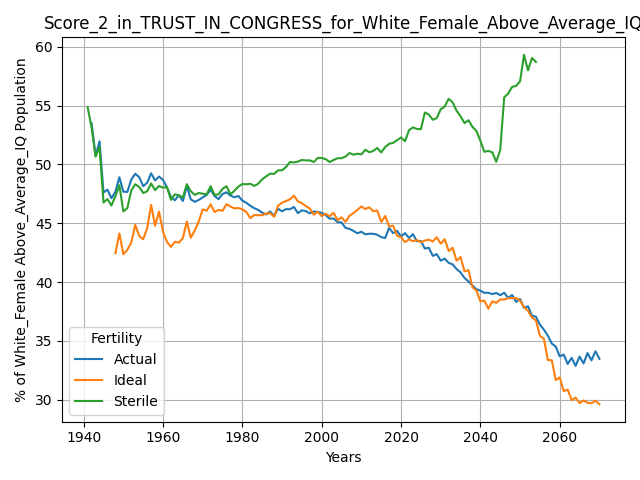 Score_2_in_TRUST_IN_CONGRESS_for_White_Female_Above_Average_IQ
% of White_Female Above_Average_IQ Population
60
55
50
45
40
35
30
Fertility
Actual
Ideal
Sterile
1940
1960
1980
2000
2020
2040
2060
Years